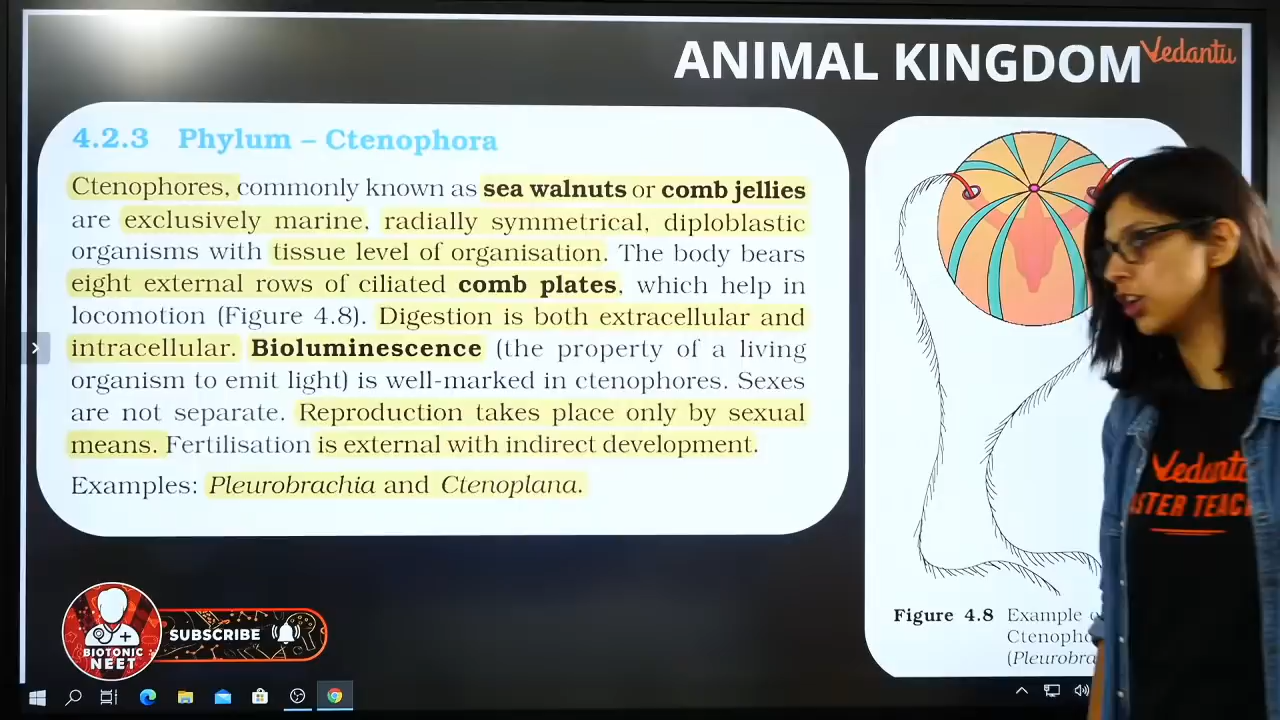 ANIMAL KINGDOM
Vedantu
4.2.3 Phylum – Ctenophora
Ctenophores, commonly known as sea walnuts or comb jellies
are exclusively marine, radially symmetrical, diploblastic
organisms with tissue level of organisation. The body bears
eight external rows of ciliated comb plates, which help in
locomotion (Figure 4.8). Digestion is both extracellular and
intracellular. Bioluminescence (the property of a living
organism to emit light) is well-marked in ctenophores. Sexes
are not separate. Reproduction takes place only by sexual
means. Fertilisation is external with indirect development.
Examples: Pleurobrachia and Ctenoplana.
Figure 4.8 Example
Vedantu
BIOTONIC
NEET
SUBSCRIBE